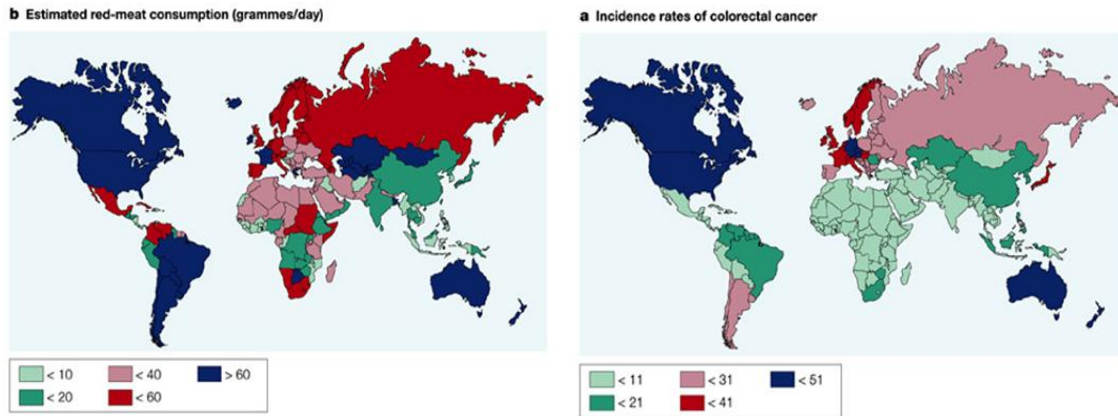 b Estimated red-meat consumption (grammes/day)
< 10 < 40 > 60
< 20 < 60
a Incidence rates of colorectal cancer
< 11 < 31 < 51
< 21 < 41